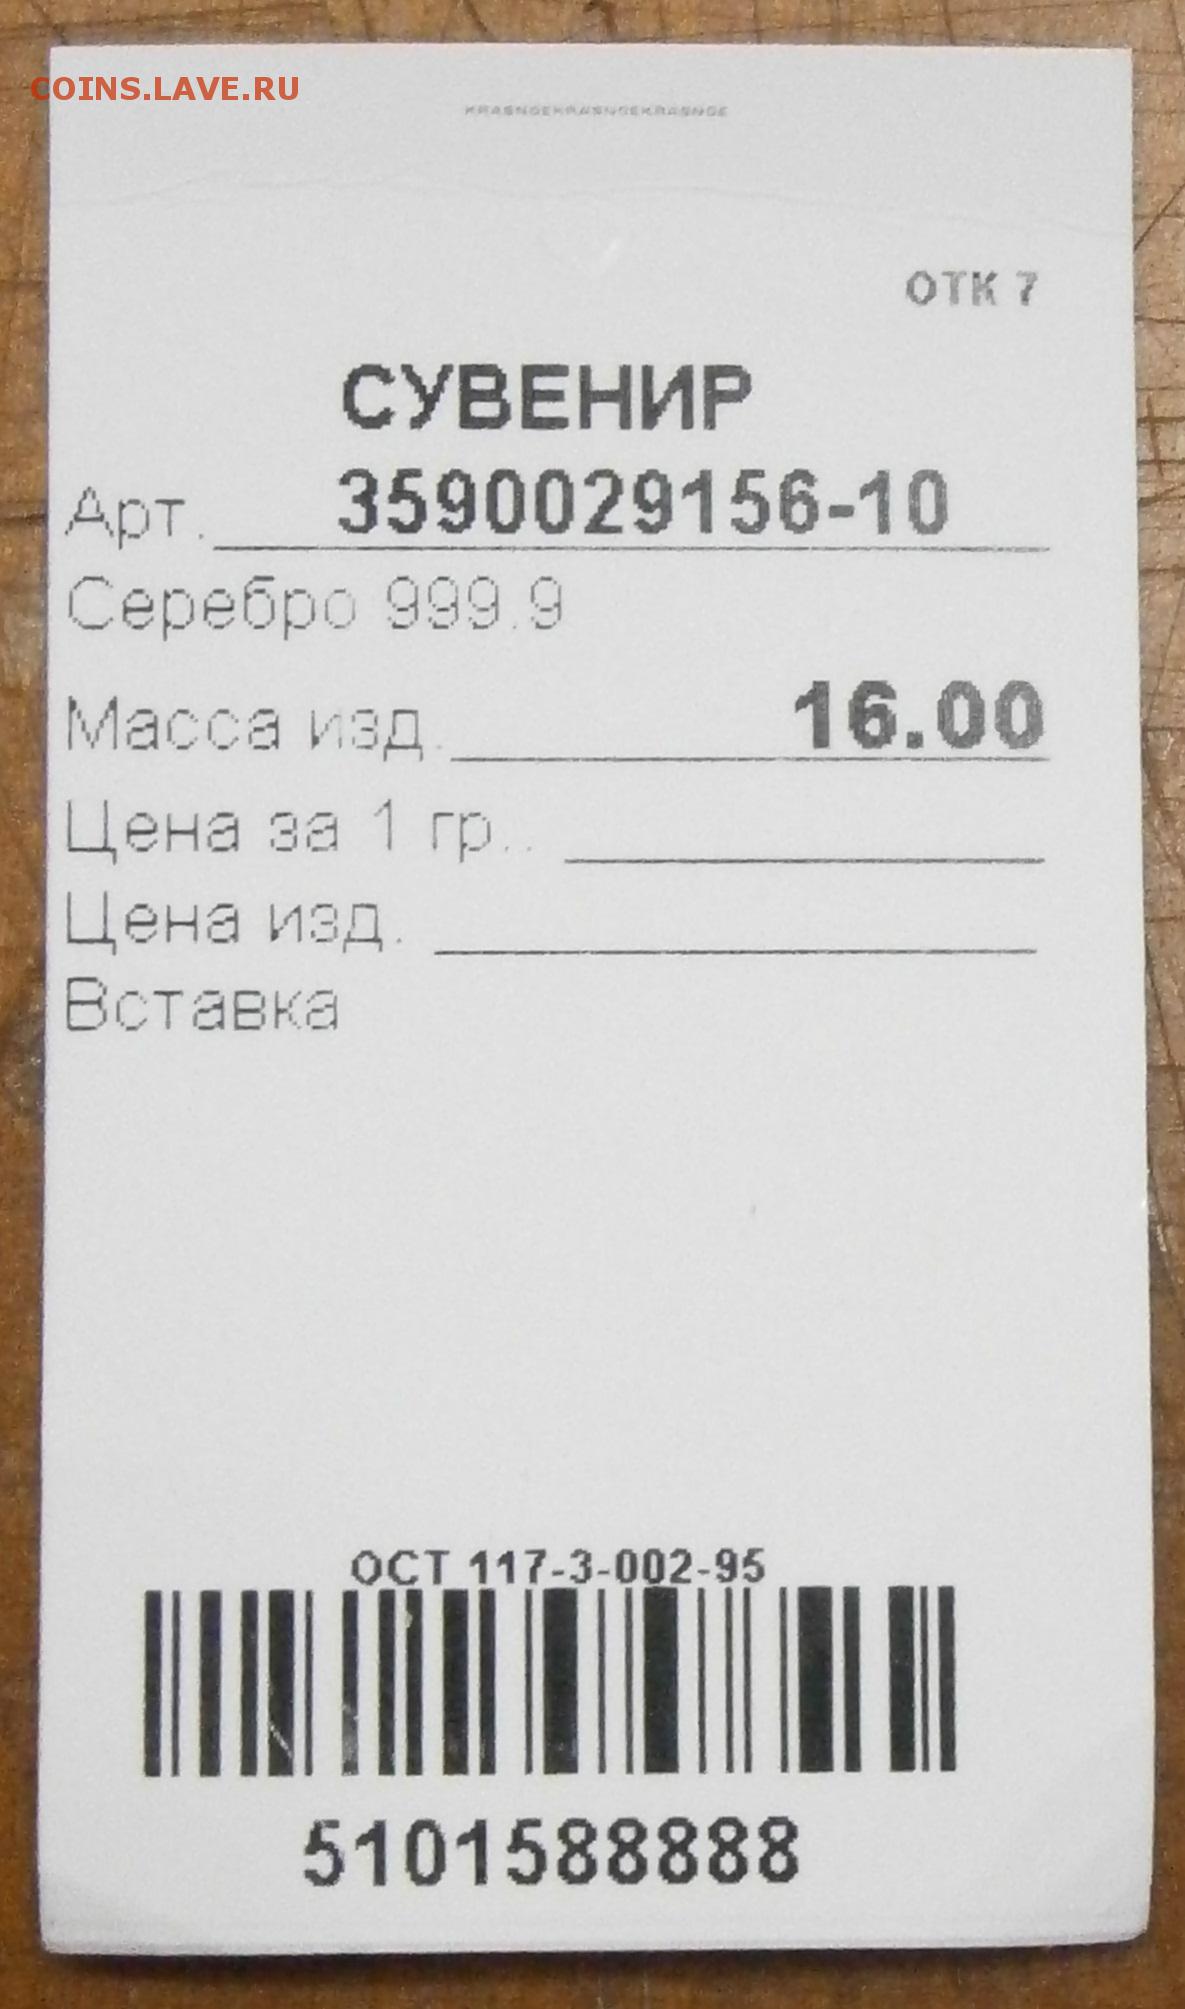 COINS.LAVE.RU
KRASNOEKRASNOEKRASNOE
ОТК 7
СУВЕНИР
Арт. 3590029156-10
Серебро 999.9
Масса изд. 16.00
Цена за 1 гр..
Цена изд.
Вставка
ОСТ 117-3-002-95
5101588888